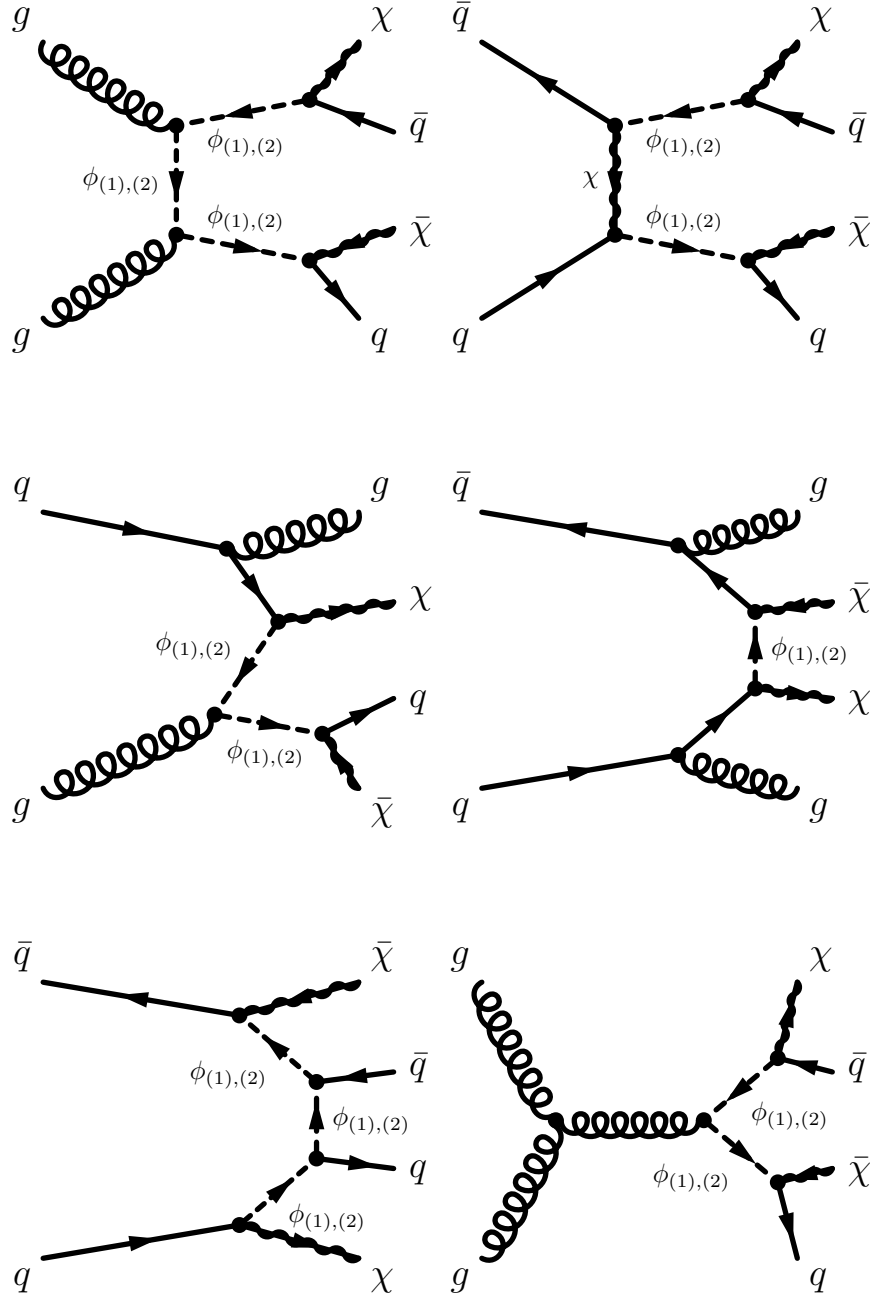 g χ q̄ χ
ϕ(1),(2) q̄ ϕ(1),(2) q̄
ϕ(1),(2) χ
ϕ(1),(2) χ̄ ϕ(1),(2) χ̄
g q q q
q g q̄ g
χ χ̄
ϕ(1),(2) ϕ(1),(2)
q χ
ϕ(1),(2)
g χ̄ q g
q̄ χ̄ g χ
ϕ(1),(2) q̄ q̄
ϕ(1),(2) ϕ(1),(2)
q ϕ(1),(2) χ̄
ϕ(1),(2)
q χ g q